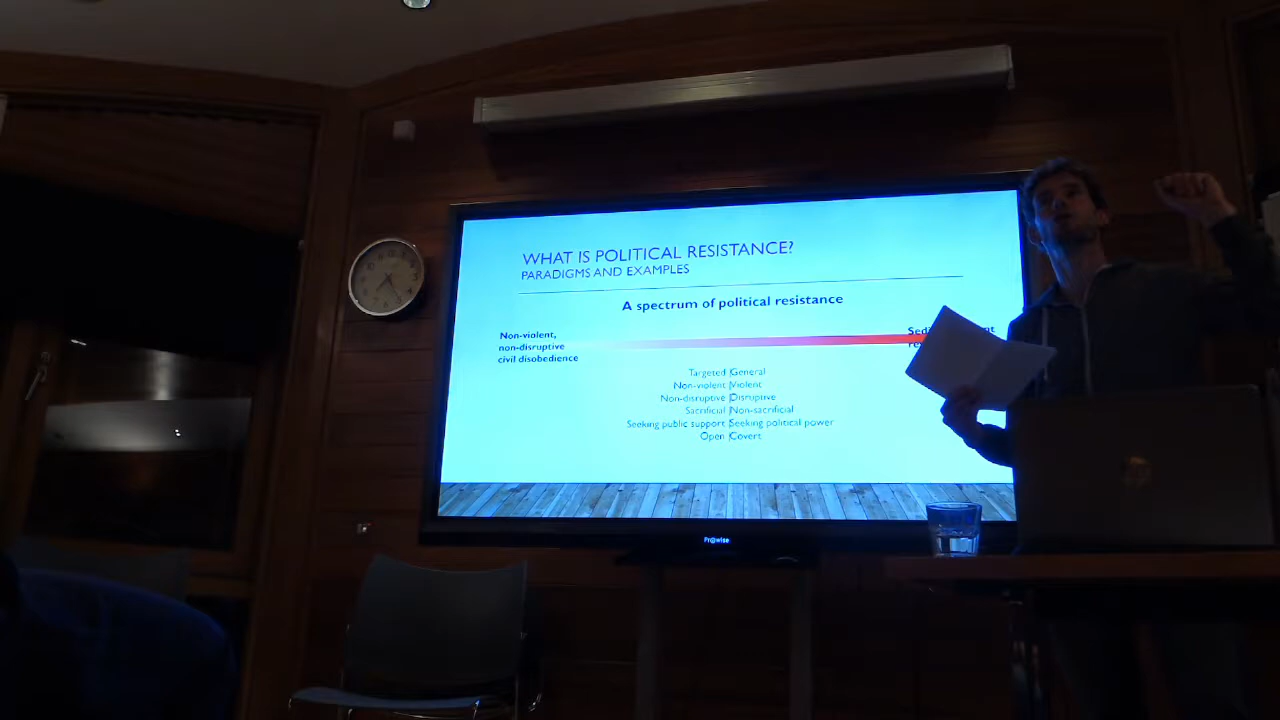 WHAT IS POLITICAL RESISTANCE?
PARADIGMS AND EXAMPLES
A spectrum of political resistance
Non-violent,
non-disruptive
civil disobedience
Targeted | General
Non-violent | Violent
Non-disruptive | Disruptive
Sacrificial | Non-sacrificial
Seeking public support | Seeking political power
Open | Covert
Prowise
hp